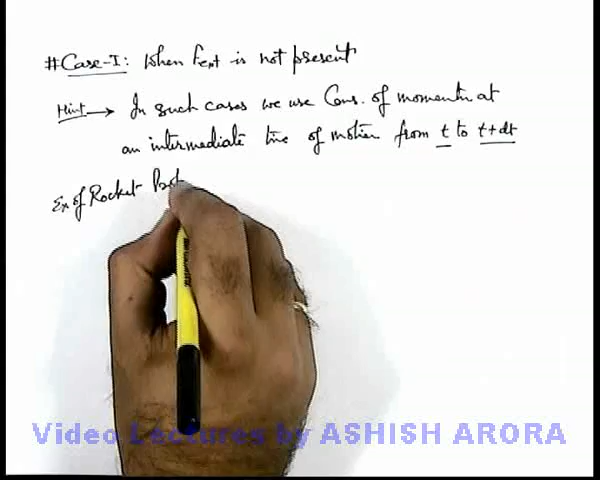 #Case-I: When Fext is not present
Hint → In such cases we use Cons. of momentum at
an intermediate time of motion from t to t+dt
Ex of Rocket
Video Lectures by ASHISH ARORA